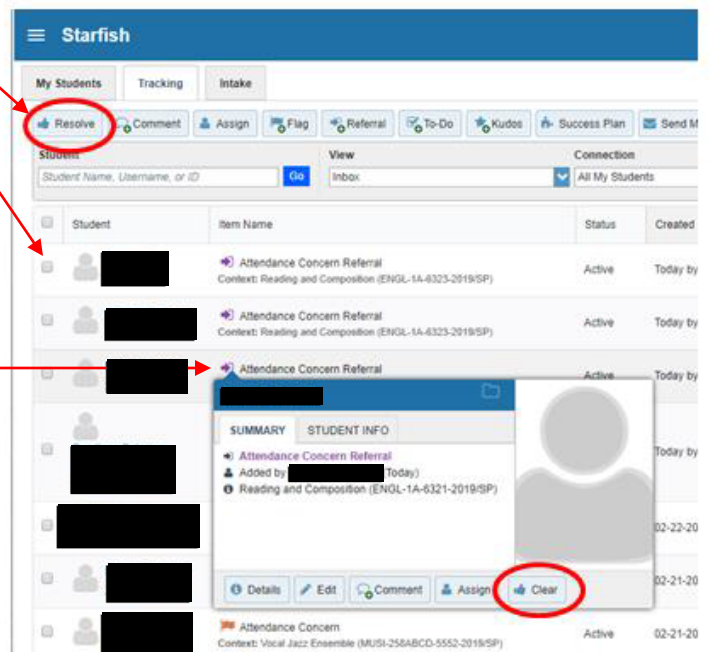 Starfish
My Students Tracking Intake
Resolve Comment Assign Flag Referral To-Do Kudos Success Plan Send M
Student View Connection
Student Name, Username, or ID Go Inbox All My Students
Student Item Name Status Created
Attendance Concern Referral
Context: Reading and Composition (ENGL-1A-6323-2019/SP) Active Today by
Attendance Concern Referral
Context: Reading and Composition (ENGL-1A-6323-2019/SP) Active Today by
Attendance Concern Referral
Active Today by
SUMMARY STUDENT INFO
Attendance Concern Referral
Added by Today)
Reading and Composition (ENGL-1A-6321-2019/SP)
Today by
02-22-20
Details Edit Comment Assign Clear
02-21-20
Attendance Concern
Context: Vocal Jazz Ensemble (MUSI-258ABCD-5552-2019/SP) Active 02-21-20